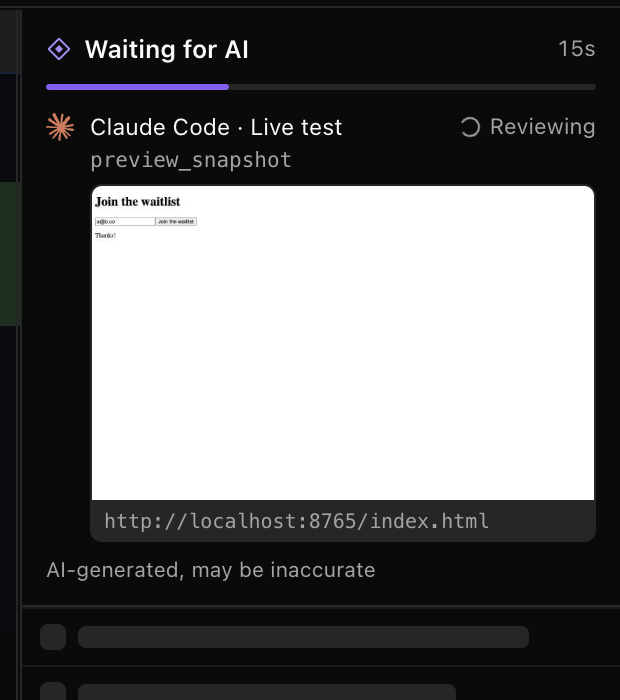 Waiting for AI 15s
Claude Code · Live test Reviewing
preview_snapshot
Join the waitlist
a@b.co Join the waitlist
Thanks!
http://localhost:8765/index.html
AI-generated, may be inaccurate